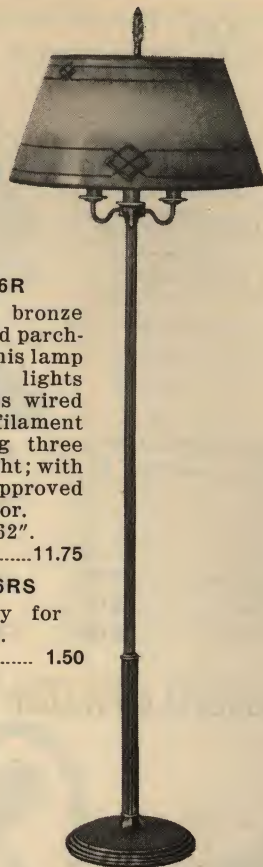 6R
bronze
d parch-
his lamp
lights
s wired
filament
g three
ht; with
pproved
or.
62".
......11.75
6RS
y for
.
...... 1.50